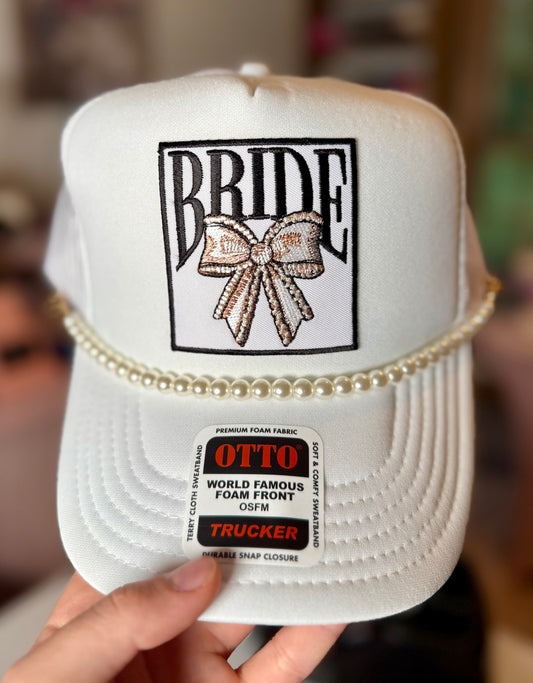 BRIDE
PREMIUM FOAM FABRIC
TERRY CLOTH SWEATBAND
OTTO
WORLD FAMOUS
FOAM FRONT
OSFM
TRUCKER
SOFT & COMFY SWEATBAND
DURABLE SNAP CLOSURE